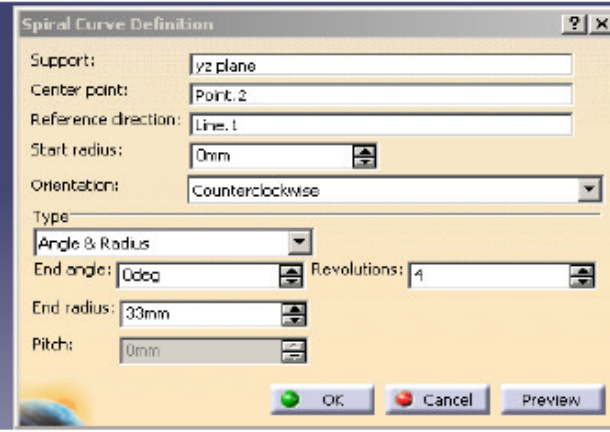 Spiral Curve Definition
Support: yz plane
Center point: Point.2
Reference direction: Line.1
Start radius: 0mm
Orientation: Counterclockwise
Type
Angle & Radius
End angle: 0deg Revolutions: 4
End radius: 33mm
Pitch: 0mm
OK Cancel Preview